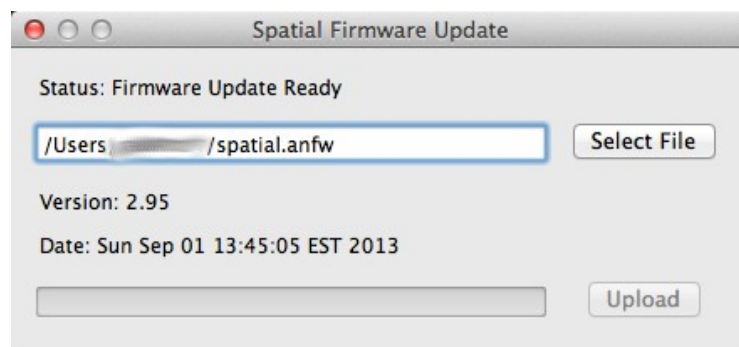 Spatial Firmware Update
Status: Firmware Update Ready
/Users/ /spatial.anfw
Select File
Version: 2.95
Date: Sun Sep 01 13:45:05 EST 2013
Upload